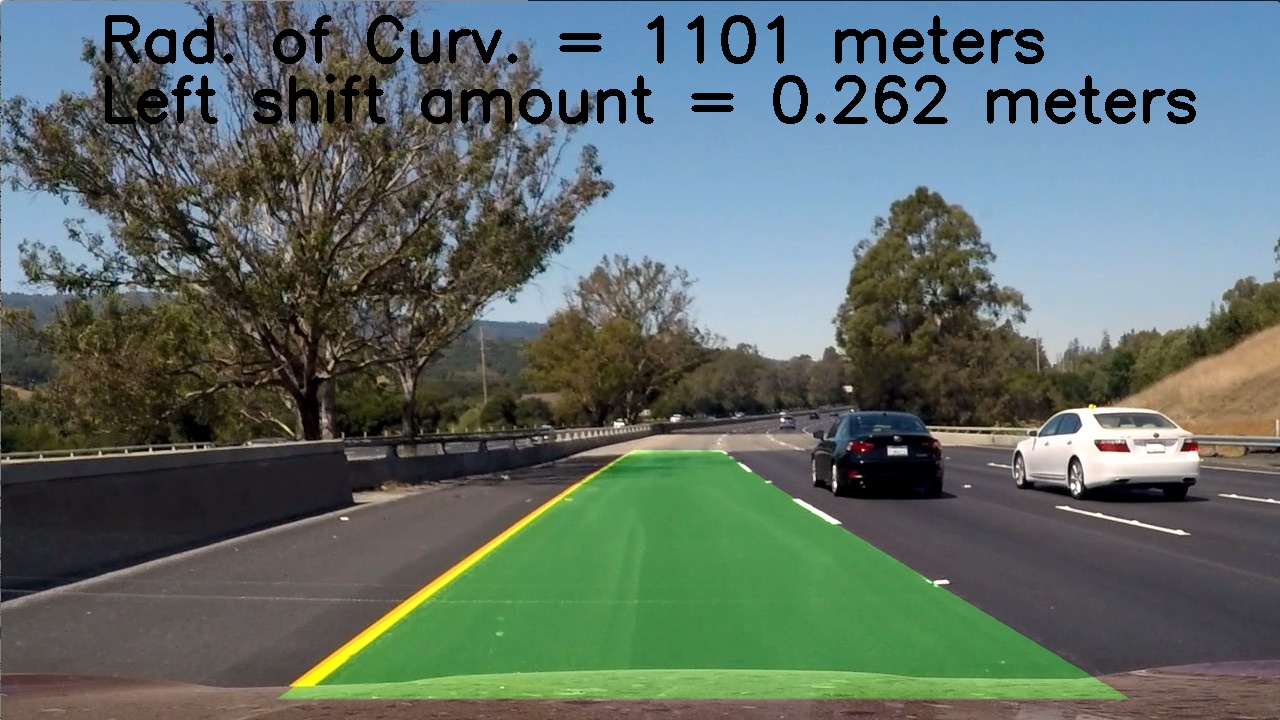 Rad. of Curv. = 1101 meters
Left shift amount = 0.262 meters